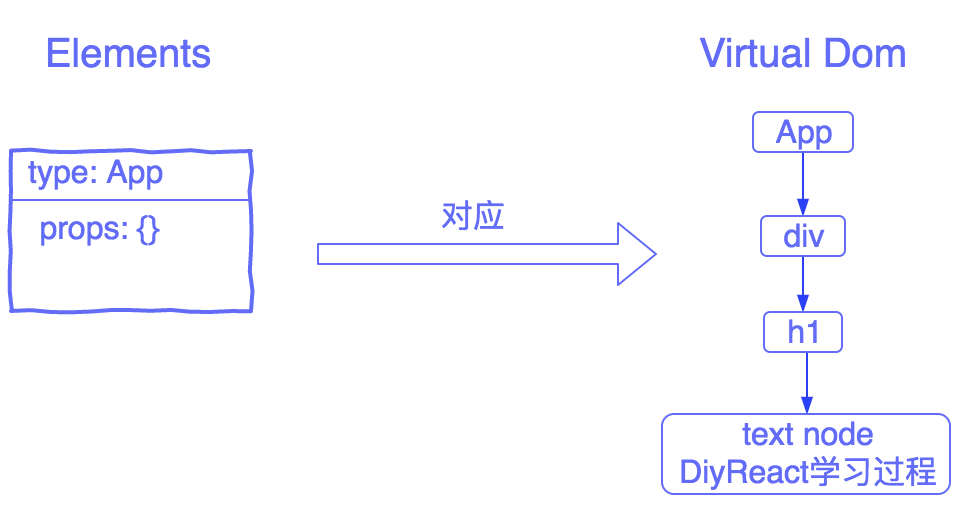 Elements
type: App
props: {}
对应
Virtual Dom
App
div
h1
text node
DiyReact学习过程